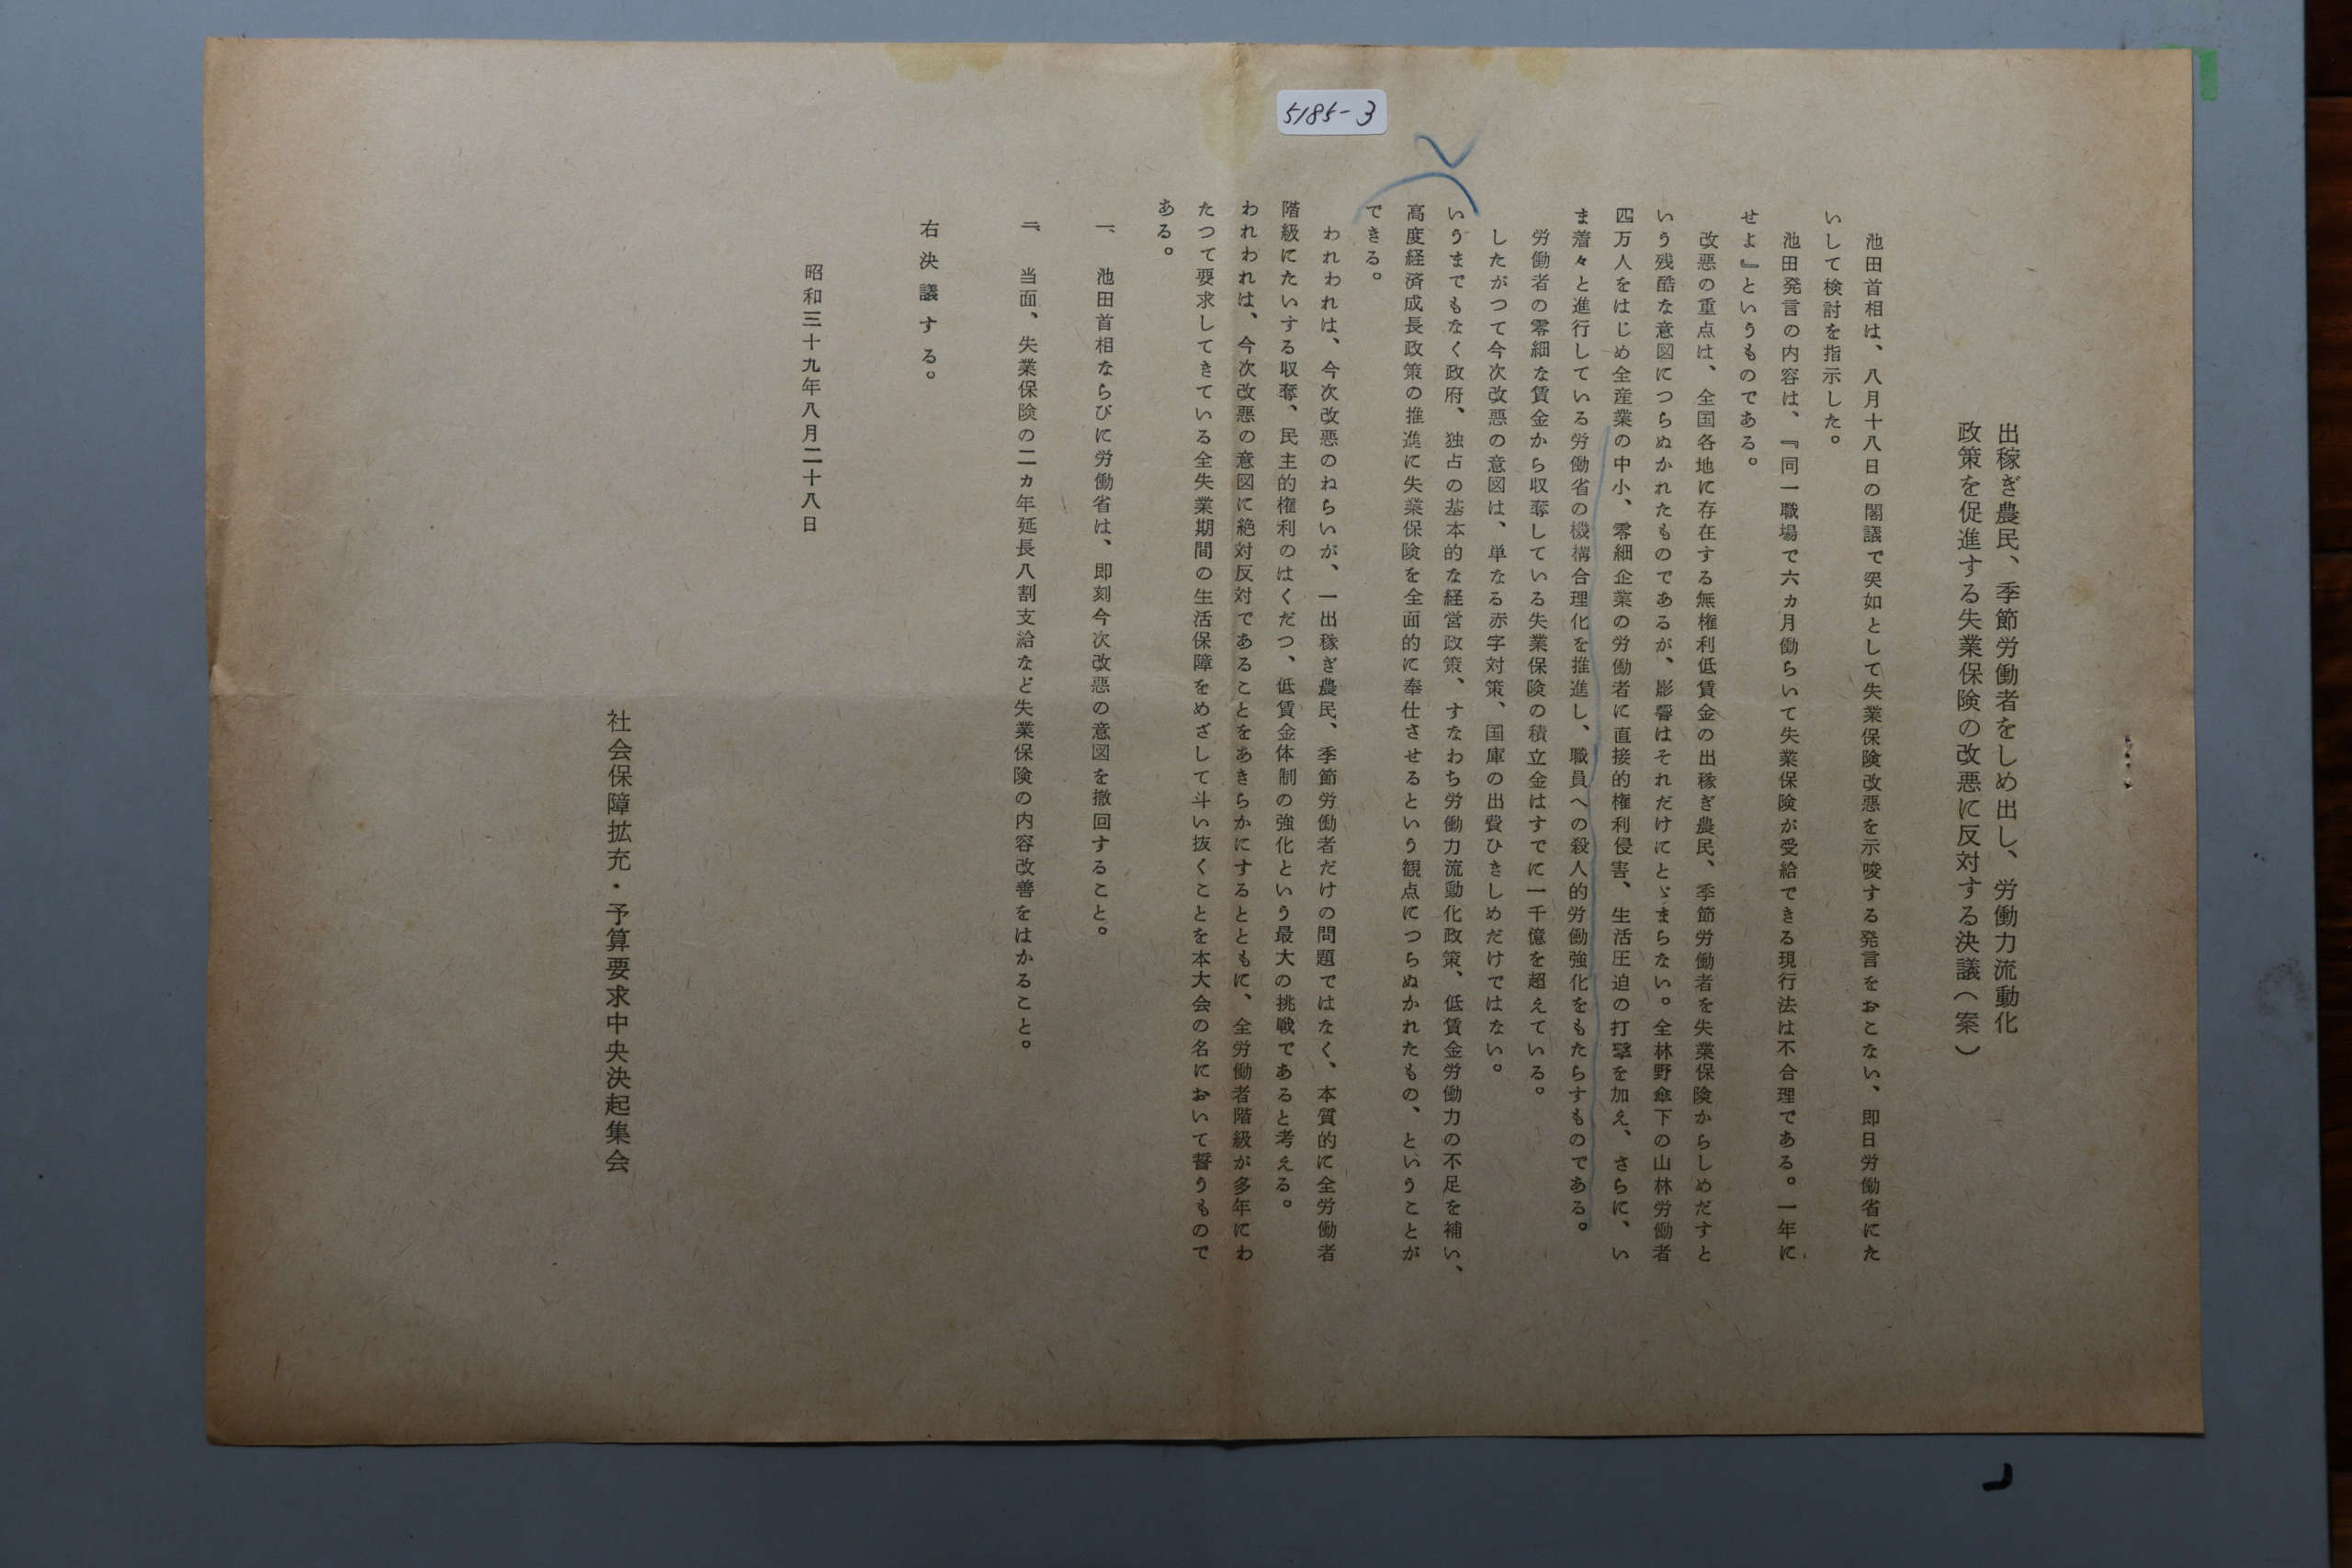 5185-3
出稼ぎ農民、季節労働者をしめ出し、労働力流動化
政策を促進する失業保険の改悪に反対する決議(案)
池田首相は、八月十八日の閣議で突如として失業保険改悪を示唆する発言をおこない、即日労働省にた
いして検討を指示した。
池田発言の内容は、『同一職場で六ヵ月働らいて失業保険が受給できる現行法は不合理である。一年に
せよ』というものである。
改悪の重点は、全国各地に存在する無権利低賃金の出稼ぎ農民、季節労働者を失業保険からしめだすと
いう残酷な意図につらぬかれたものであるが、影響はそれだけにとゞまらない。全林野傘下の山林労働者
四万人をはじめ全産業の中小、零細企業の労働者に直接的権利侵害、生活圧迫の打撃を加え、さらに、い
ま着々と進行している労働省の機構合理化を推進し、職員への殺人的労働強化をもたらすものである。
労働者の零細な賃金から収奪している失業保険の積立金はすでに一千億を超えている。
したがつて今次改悪の意図は、単なる赤字対策、国庫の出費ひきしめだけではない。
いうまでもなく政府、独占の基本的な経営政策、すなわち労働力流動化政策、低賃金労働力の不足を補い、
高度経済成長政策の推進に失業保険を全面的に奉仕させるという観点につらぬかれたもの、ということが
できる。
われわれは、今次改悪のねらいが、一出稼ぎ農民、季節労働者だけの問題ではなく、本質的に全労働者
階級にたいする収奪、民主的権利のはくだつ、低賃金体制の強化という最大の挑戦であると考える。
われわれは、今次改悪の意図に絶対反対であることをあきらかにするとともに、全労働者階級が多年にわ
たつて要求してきている全失業期間の生活保障をめざして斗い抜くことを本大会の名において誓うもので
ある。
一、池田首相ならびに労働省は、即刻今次改悪の意図を撤回すること。
二、当面、失業保険の二ヵ年延長八割支給など失業保険の内容改善をはかること。
右決議する。
昭和三十九年八月二十八日
社会保障拡充・予算要求中央決起集会